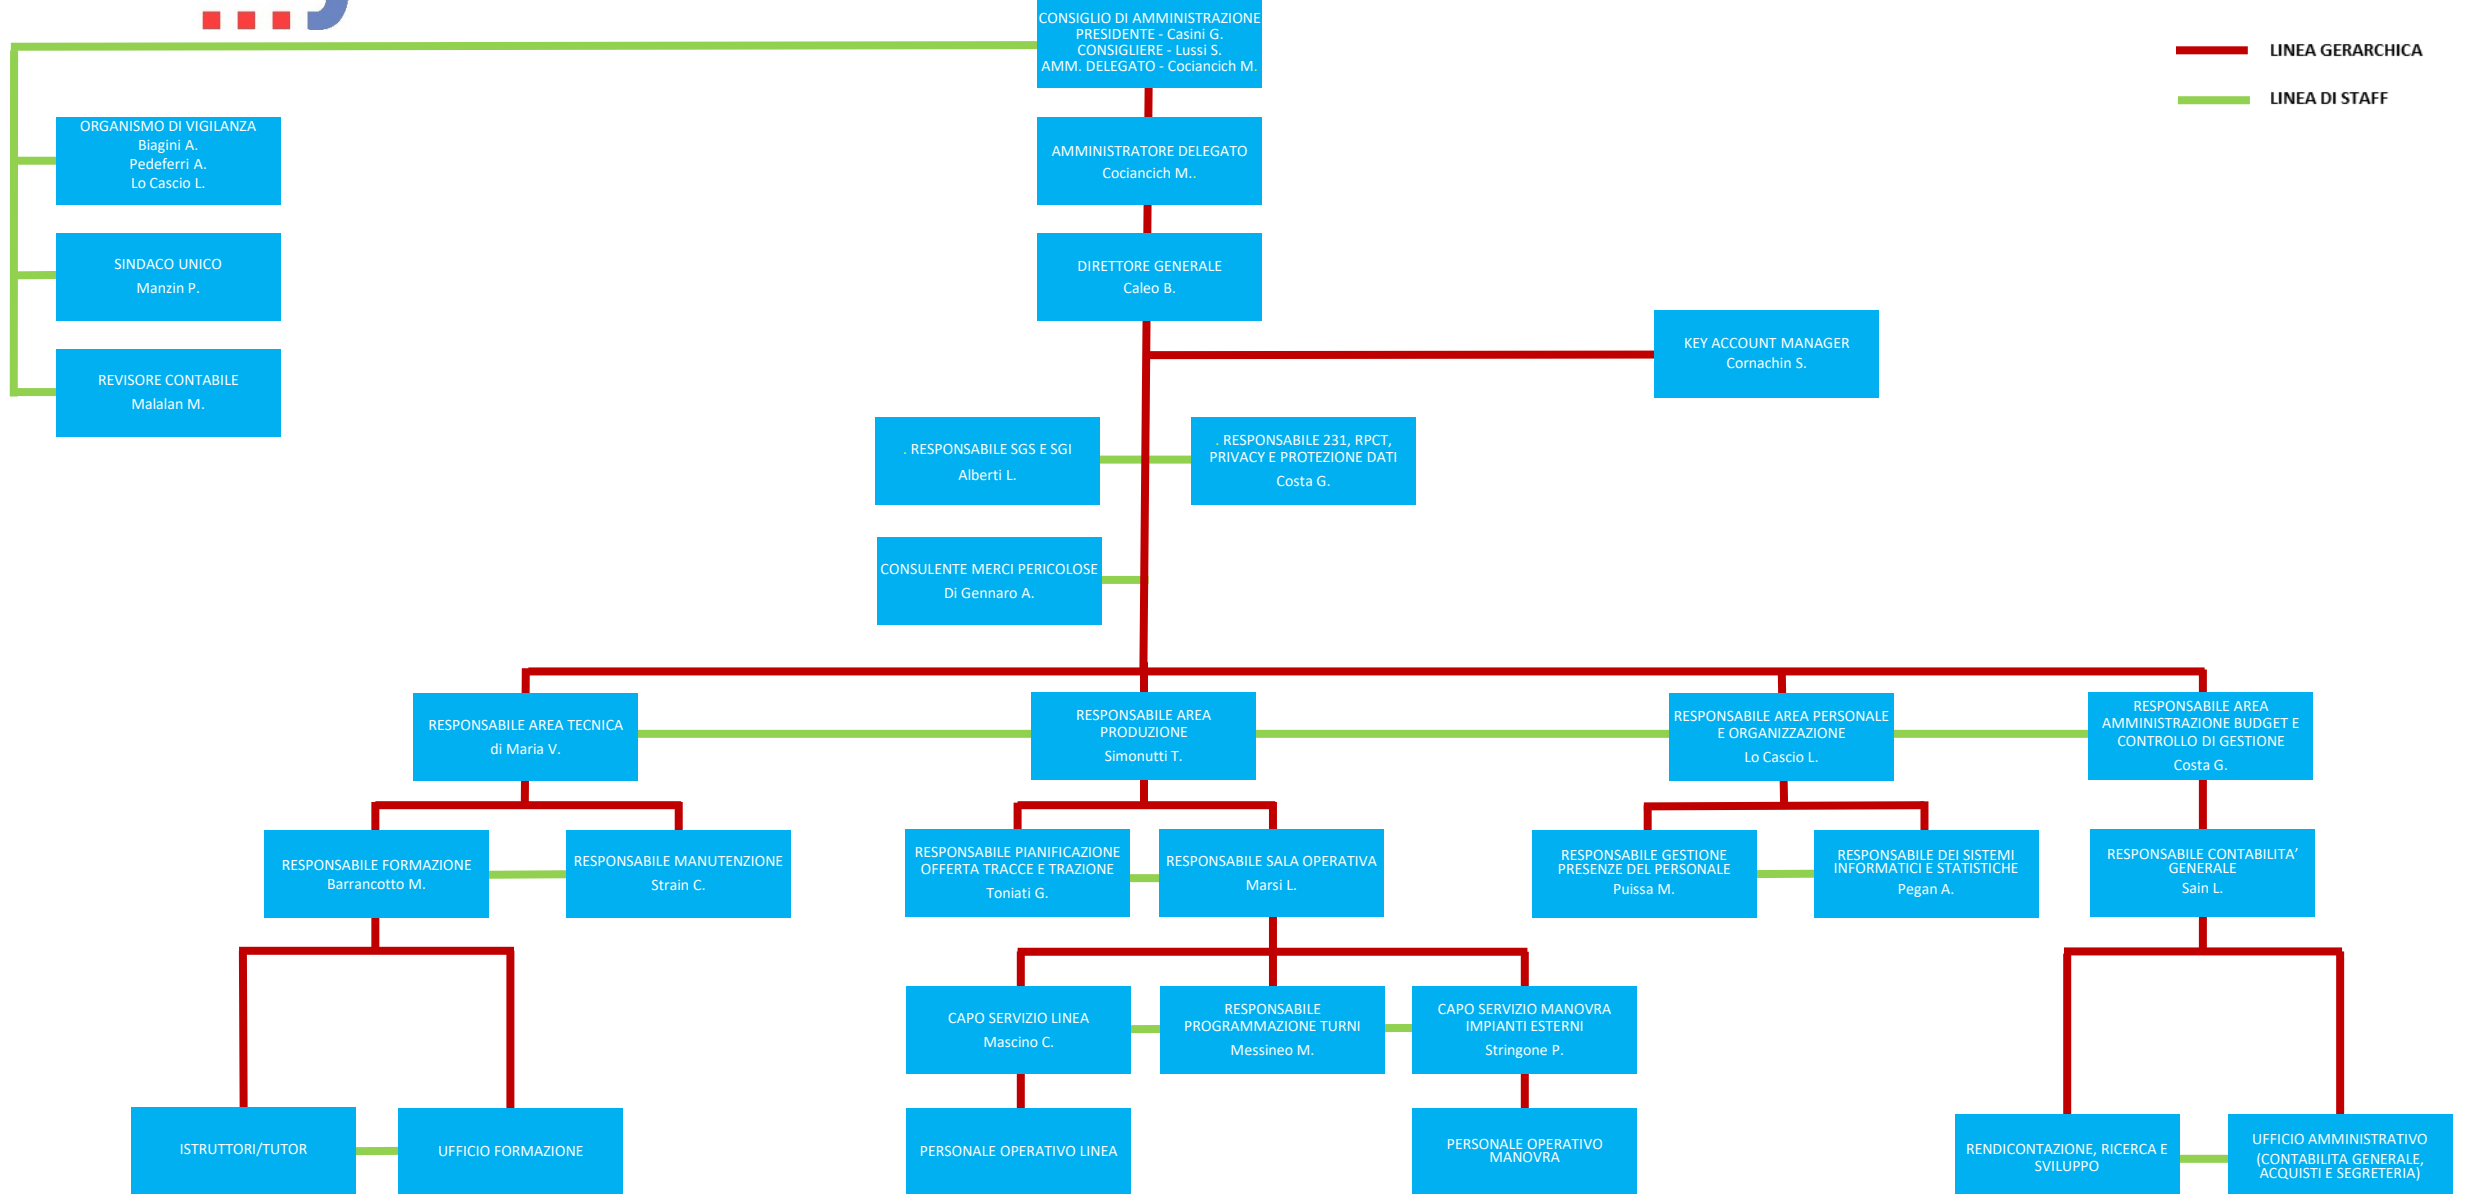 CONSIGLIO DI AMMINISTRAZIONE
PRESIDENTE - Casini G.
CONSIGLIERE - Lussi S.
AMM. DELEGATO - Cociancich M.
LINEA GERARCHICA
LINEA DI STAFF
ORGANISMO DI VIGILANZA
Biagini A.
Pedeferri A.
Lo Cascio L.
AMMINISTRATORE DELEGATO
Cociancich M..
SINDACO UNICO
Manzin P.
DIRETTORE GENERALE
Caleo B.
KEY ACCOUNT MANAGER
Cornachin S.
REVISORE CONTABILE
Malalan M.
. RESPONSABILE SGS E SGI
Alberti L.
. RESPONSABILE 231, RPCT,
PRIVACY E PROTEZIONE DATI
Costa G.
CONSULENTE MERCI PERICOLOSE
Di Gennaro A.
RESPONSABILE AREA TECNICA
di Maria V.
RESPONSABILE AREA
PRODUZIONE
Simonutti T.
RESPONSABILE AREA PERSONALE
E ORGANIZZAZIONE
Lo Cascio L.
RESPONSABILE AREA
AMMINISTRAZIONE BUDGET E
CONTROLLO DI GESTIONE
Costa G.
RESPONSABILE FORMAZIONE
Barrancotto M.
RESPONSABILE MANUTENZIONE
Strain C.
RESPONSABILE PIANIFICAZIONE
OFFERTA TRACCE E TRAZIONE
Toniati G.
RESPONSABILE SALA OPERATIVA
Marsi L.
RESPONSABILE GESTIONE
PRESENZE DEL PERSONALE
Puissa M.
RESPONSABILE DEI SISTEMI
INFORMATICI E STATISTICHE
Pegan A.
RESPONSABILE CONTABILITA’
GENERALE
Sain L.
CAPO SERVIZIO LINEA
Mascino C.
RESPONSABILE
PROGRAMMAZIONE TURNI
Messineo M.
CAPO SERVIZIO MANOVRA
IMPIANTI ESTERNI
Stringone P.
ISTRUTTORI/TUTOR
UFFICIO FORMAZIONE
PERSONALE OPERATIVO LINEA
PERSONALE OPERATIVO
MANOVRA
RENDICONTAZIONE, RICERCA E
SVILUPPO
UFFICIO AMMINISTRATIVO
(CONTABILITA GENERALE,
ACQUISTI E SEGRETERIA)